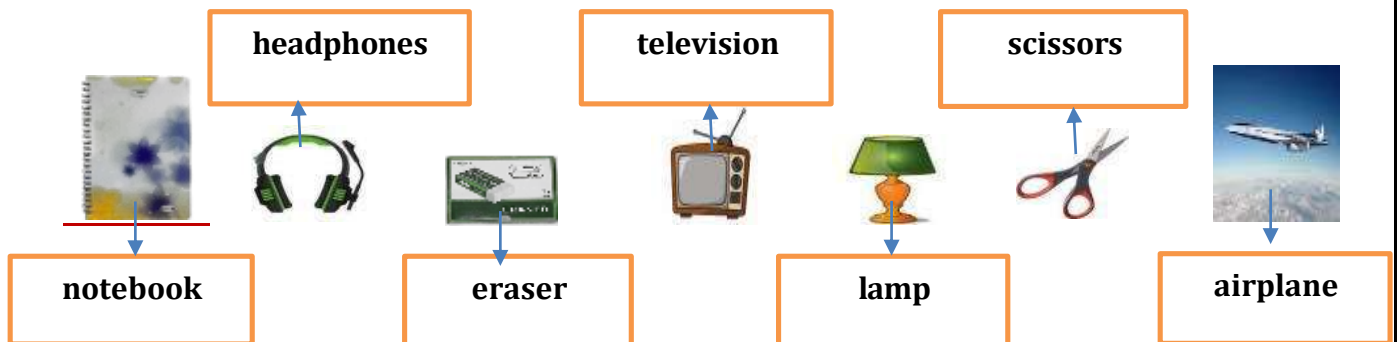 headphones
television
scissors
notebook
eraser
lamp
airplane